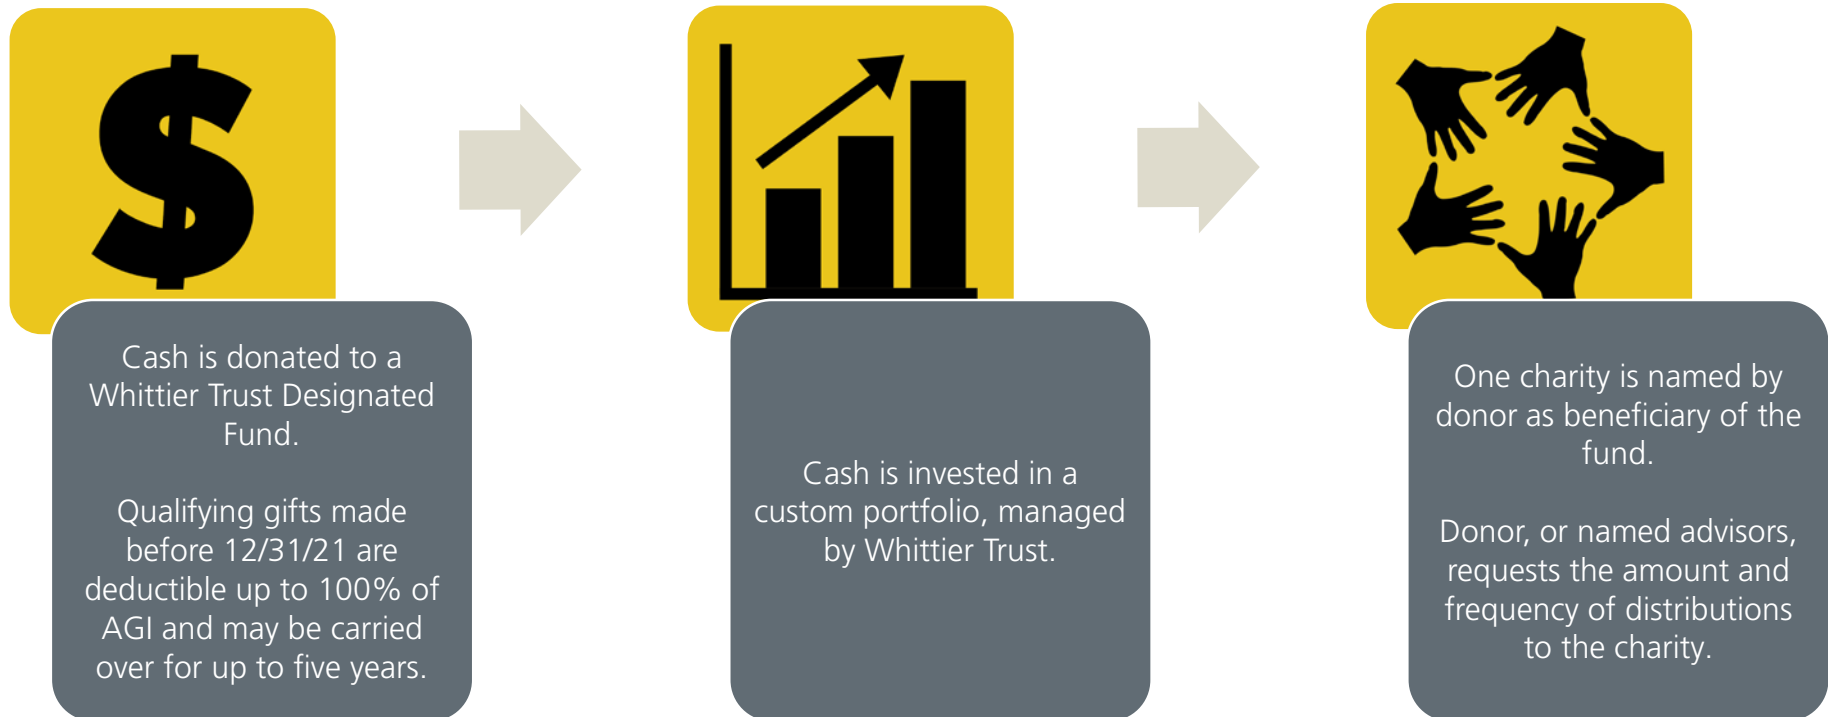 Cash is donated to a
Whittier Trust Designated
Fund.
Qualifying gifts made
before 12/31/21 are
deductible up to 100% of
AGI and may be carried
over for up to five years.
Cash is invested in a
custom portfolio, managed
by Whittier Trust.
One charity is named by
donor as beneficiary of the
fund.
Donor, or named advisors,
requests the amount and
frequency of distributions
to the charity.